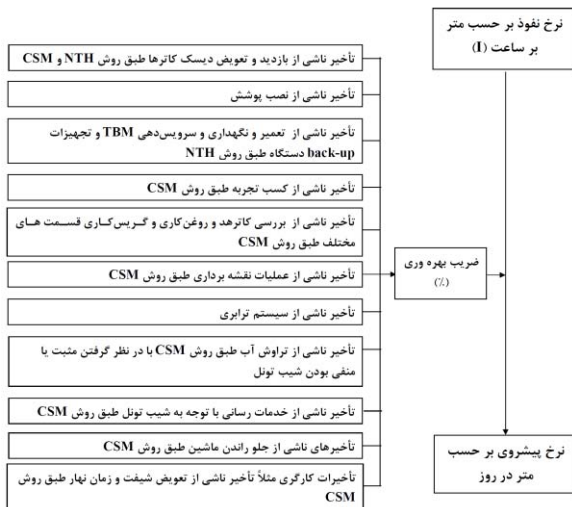 نرخ نفوذ بر حسب متر
بر ساعت (I)
تأخیر ناشی از بازدید و تعویض دیسک کاترها طبق روش NTH و CSM
تأخیر ناشی از نصب پوشش
تأخیر ناشی از تعمیر و نگهداری و سرویس‌دهی TBM و تجهیزات
back-up دستگاه طبق روش NTH
تأخیر ناشی از کسب تجربه طبق روش CSM
تأخیر ناشی از بررسی کاترهد و روغن‌کاری و گریس‌کاری قسمت های
مختلف طبق روش CSM
تأخیر ناشی از عملیات نقشه برداری طبق روش CSM
تأخیر ناشی از سیستم ترابری
تأخیر ناشی از تراوش آب طبق روش CSM با در نظر گرفتن مثبت یا
منفی بودن شیب تونل
تأخیر ناشی از خدمات رسانی با توجه به شیب تونل طبق روش CSM
تأخیرهای ناشی از جلو راندن ماشین طبق روش CSM
تأخیرات کارگری مثلاً تأخیر ناشی از تعویض شیفت و زمان نهار طبق روش
CSM
ضریب بهره وری
(٪)
نرخ پیشروی بر حسب
متر در روز